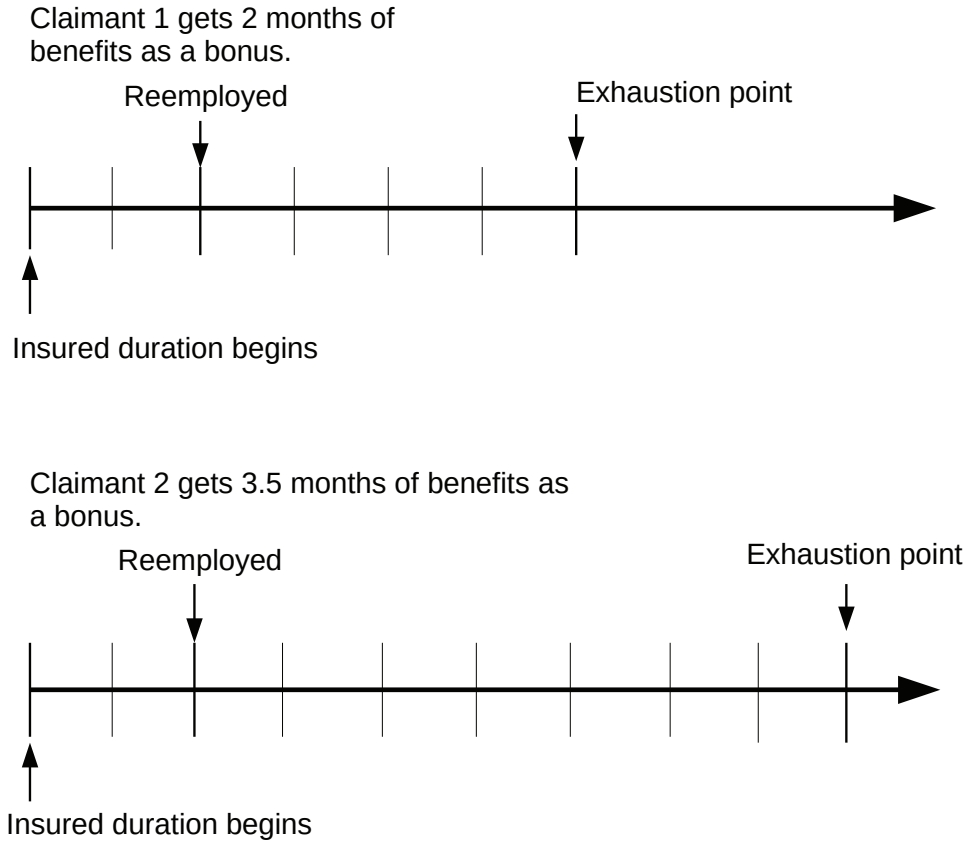 Claimant 1 gets 2 months of
benefits as a bonus.
Reemployed
Exhaustion point
Insured duration begins
Claimant 2 gets 3.5 months of benefits as
a bonus.
Reemployed
Exhaustion point
Insured duration begins